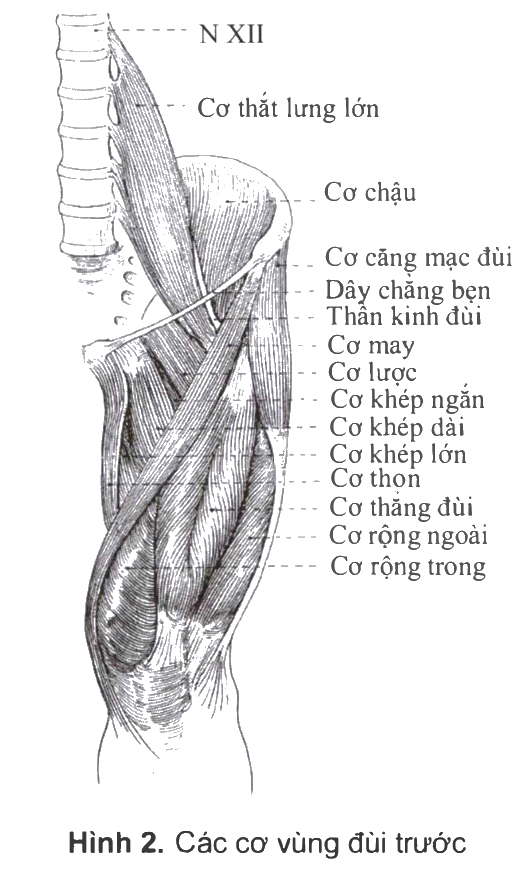 N XII
Cơ thắt lưng lớn
Cơ chậu
Cơ căng mạc đùi
Dây chằng bẹn
Thần kinh đùi
Cơ may
Cơ lược
Cơ khép ngắn
Cơ khép dài
Cơ khép lớn
Cơ thon
Cơ thẳng đùi
Cơ rộng ngoài
Cơ rộng trong
Hình 2. Các cơ vùng đùi trước